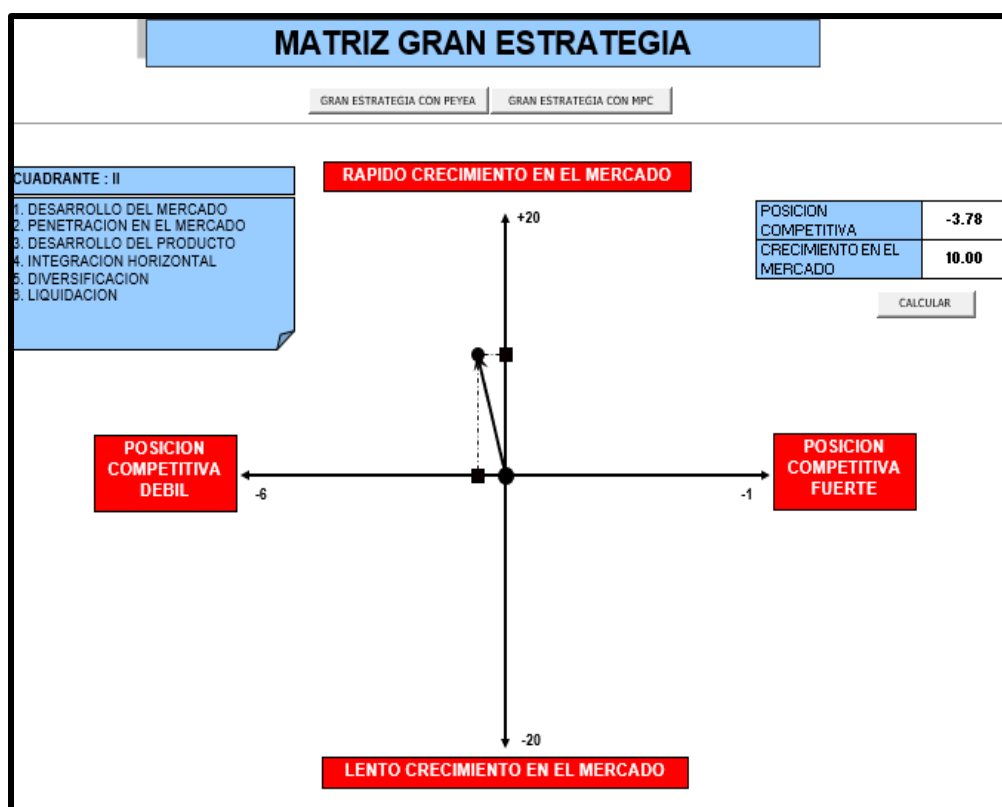 MATRIZ GRAN ESTRATEGIA
GRAN ESTRATEGIA CON PEYEA
GRAN ESTRATEGIA CON MPC
CUADRANTE : II
1. DESARROLLO DEL MERCADO
2. PENETRACION EN EL MERCADO
3. DESARROLLO DEL PRODUCTO
4. INTEGRACION HORIZONTAL
5. DIVERSIFICACION
6. LIQUIDACION
RAPIDO CRECIMIENTO EN EL MERCADO
+20
POSICION
COMPETITIVA
-3.78
CRECIMIENTO EN EL
MERCADO
10.00
CALCULAR
POSICION
COMPETITIVA
DEBIL
-6
-1
POSICION
COMPETITIVA
FUERTE
-20
LENTO CRECIMIENTO EN EL MERCADO